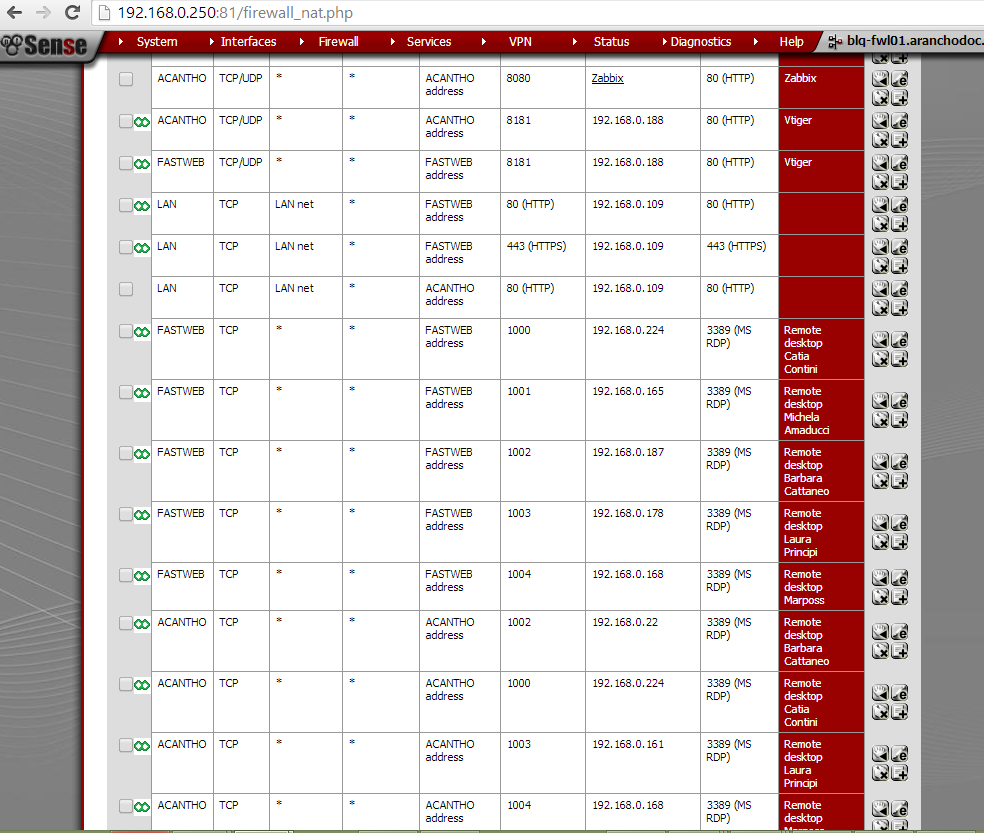 192.168.0.250:81/firewall_nat.php
Sense System Interfaces Firewall Services VPN Status Diagnostics Help blq-fwl01.aranchodoc.
ACANTHO TCP/UDP * * ACANTHO 8080 Zabbix 80 (HTTP) Zabbix
address
ACANTHO TCP/UDP * * ACANTHO 8181 192.168.0.188 80 (HTTP) Vtiger
address
FASTWEB TCP/UDP * * FASTWEB 8181 192.168.0.188 80 (HTTP) Vtiger
address
LAN TCP LAN net * FASTWEB 80 (HTTP) 192.168.0.109 80 (HTTP)
address
LAN TCP LAN net * FASTWEB 443 (HTTPS) 192.168.0.109 443 (HTTPS)
address
LAN TCP LAN net * ACANTHO 80 (HTTP) 192.168.0.109 80 (HTTP)
address
FASTWEB TCP * * FASTWEB 1000 192.168.0.224 3389 (MS Remote
address RDP) desktop
Catia
Contini
FASTWEB TCP * * FASTWEB 1001 192.168.0.165 3389 (MS Remote
address RDP) desktop
Michela
Amaducci
FASTWEB TCP * * FASTWEB 1002 192.168.0.187 3389 (MS Remote
address RDP) desktop
Barbara
Cattaneo
FASTWEB TCP * * FASTWEB 1003 192.168.0.178 3389 (MS Remote
address RDP) desktop
Laura
Principi
FASTWEB TCP * * FASTWEB 1004 192.168.0.168 3389 (MS Remote
address RDP) desktop
Marposs
ACANTHO TCP * * ACANTHO 1002 192.168.0.22 3389 (MS Remote
address RDP) desktop
Barbara
Cattaneo
ACANTHO TCP * * ACANTHO 1000 192.168.0.224 3389 (MS Remote
address RDP) desktop
Catia
Contini
ACANTHO TCP * * ACANTHO 1003 192.168.0.161 3389 (MS Remote
address RDP) desktop
Laura
Principi
ACANTHO TCP * * ACANTHO 1004 192.168.0.168 3389 (MS Remote
address RDP) desktop